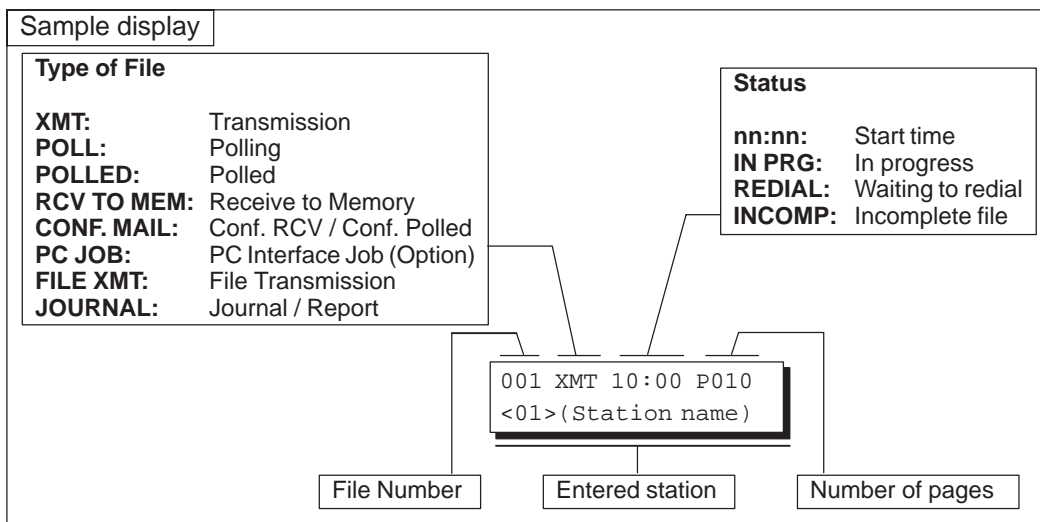 Sample display
Type of File
XMT: Transmission
POLL: Polling
POLLED: Polled
RCV TO MEM: Receive to Memory
CONF. MAIL: Conf. RCV / Conf. Polled
PC JOB: PC Interface Job (Option)
FILE XMT: File Transmission
JOURNAL: Journal / Report
Status
nn:nn: Start time
IN PRG: In progress
REDIAL: Waiting to redial
INCOMP: Incomplete file
001 XMT 10:00 P010
<01>(Station name)
File Number
Entered station
Number of pages